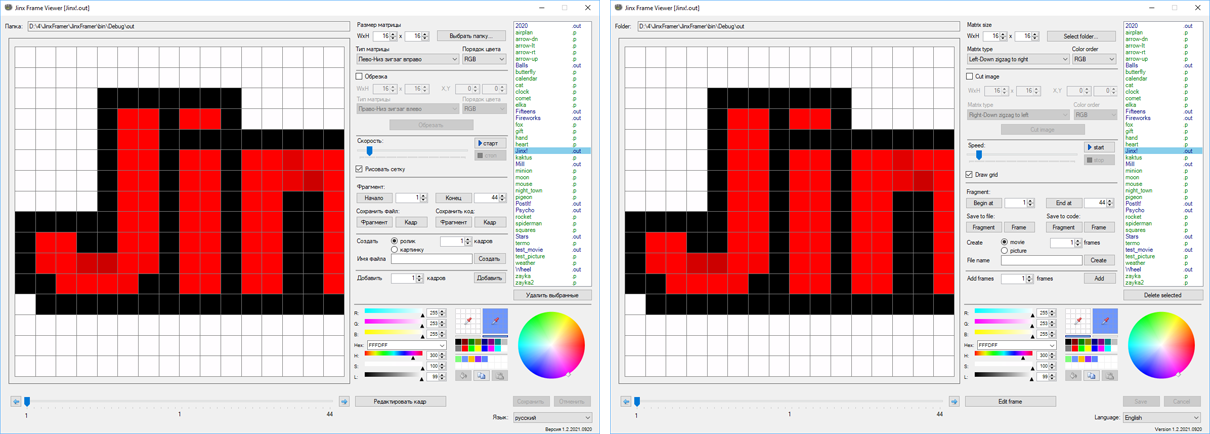 Jinx Frame Viewer [Jinx!.out]
Папка: D:\4\JinxFramer\JinxFramer\bin\Debug\out
Размер матрицы
WxH 16 x 16 Выбрать папку...
Тип матрицы Порядок цвета
Лево-Низ зигзаг вправо RGB
Обрезка
WxH 16 x 16 X,Y 0 0
Тип матрицы Порядок цвета
Право-Низ зигзаг влево RGB
Обрезать
Скорость:
старт
стоп
Рисовать сетку
Фрагмент:
Начало 1 Конец 44
Сохранить файл: Сохранить код:
Фрагмент Кадр Фрагмент Кадр
Создать ролик 1 кадров
картинку
Имя файла Создать
Добавить 1 кадров Добавить
2020 .out
airplan .p
arrow-dn .p
arrow-lt .p
arrow-rt .p
arrow-up .p
Balls .out
butterfly .p
calendar .p
cat .p
clock .p
comet .p
elka .p
Fifteens .out
Fireworks .out
fox .p
gift .p
hand .p
heart .p
Jinx! .out
kaktus .p
Mill .out
minion .p
moon .p
mouse .p
night_town .p
pigeon .p
PostIt! .out
Psycho .out
rocket .p
spiderman .p
squares .p
Stars .out
termo .p
test_movie .out
test_picture .p
weather .p
Wheel .out
zayka .p
zayka2 .p
Удалить выбранные
R: 255
G: 253
B: 255
Hex: FFFDFF
H: 300
S: 100
L: 99
1 1 44
Редактировать кадр Сохранить Отменить
Язык: русский
Версия 1.2.2021.0920
Jinx Frame Viewer [Jinx!.out]
Folder: D:\4\JinxFramer\JinxFramer\bin\Debug\out
Matrix size
WxH 16 x 16 Select folder...
Matrix type Color order
Left-Down zigzag to right RGB
Cut image
WxH 16 x 16 X,Y 0 0
Matrix type Color order
Right-Down zigzag to left RGB
Cut image
Speed:
start
stop
Draw grid
Fragment:
Begin at 1 End at 44
Save to file: Save to code:
Fragment Frame Fragment Frame
Create movie 1 frames
picture
File name Create
Add frames 1 frames Add
2020 .out
airplan .p
arrow-dn .p
arrow-lt .p
arrow-rt .p
arrow-up .p
Balls .out
butterfly .p
calendar .p
cat .p
clock .p
comet .p
elka .p
Fifteens .out
Fireworks .out
fox .p
gift .p
hand .p
heart .p
Jinx! .out
kaktus .p
Mill .out
minion .p
moon .p
mouse .p
night_town .p
pigeon .p
PostIt! .out
Psycho .out
rocket .p
spiderman .p
squares .p
Stars .out
termo .p
test_movie .out
test_picture .p
weather .p
Wheel .out
zayka .p
zayka2 .p
Delete selected
R: 255
G: 253
B: 255
Hex: FFFDFF
H: 300
S: 100
L: 99
1 1 44
Edit frame Save Cancel
Language: English
Version 1.2.2021.0920